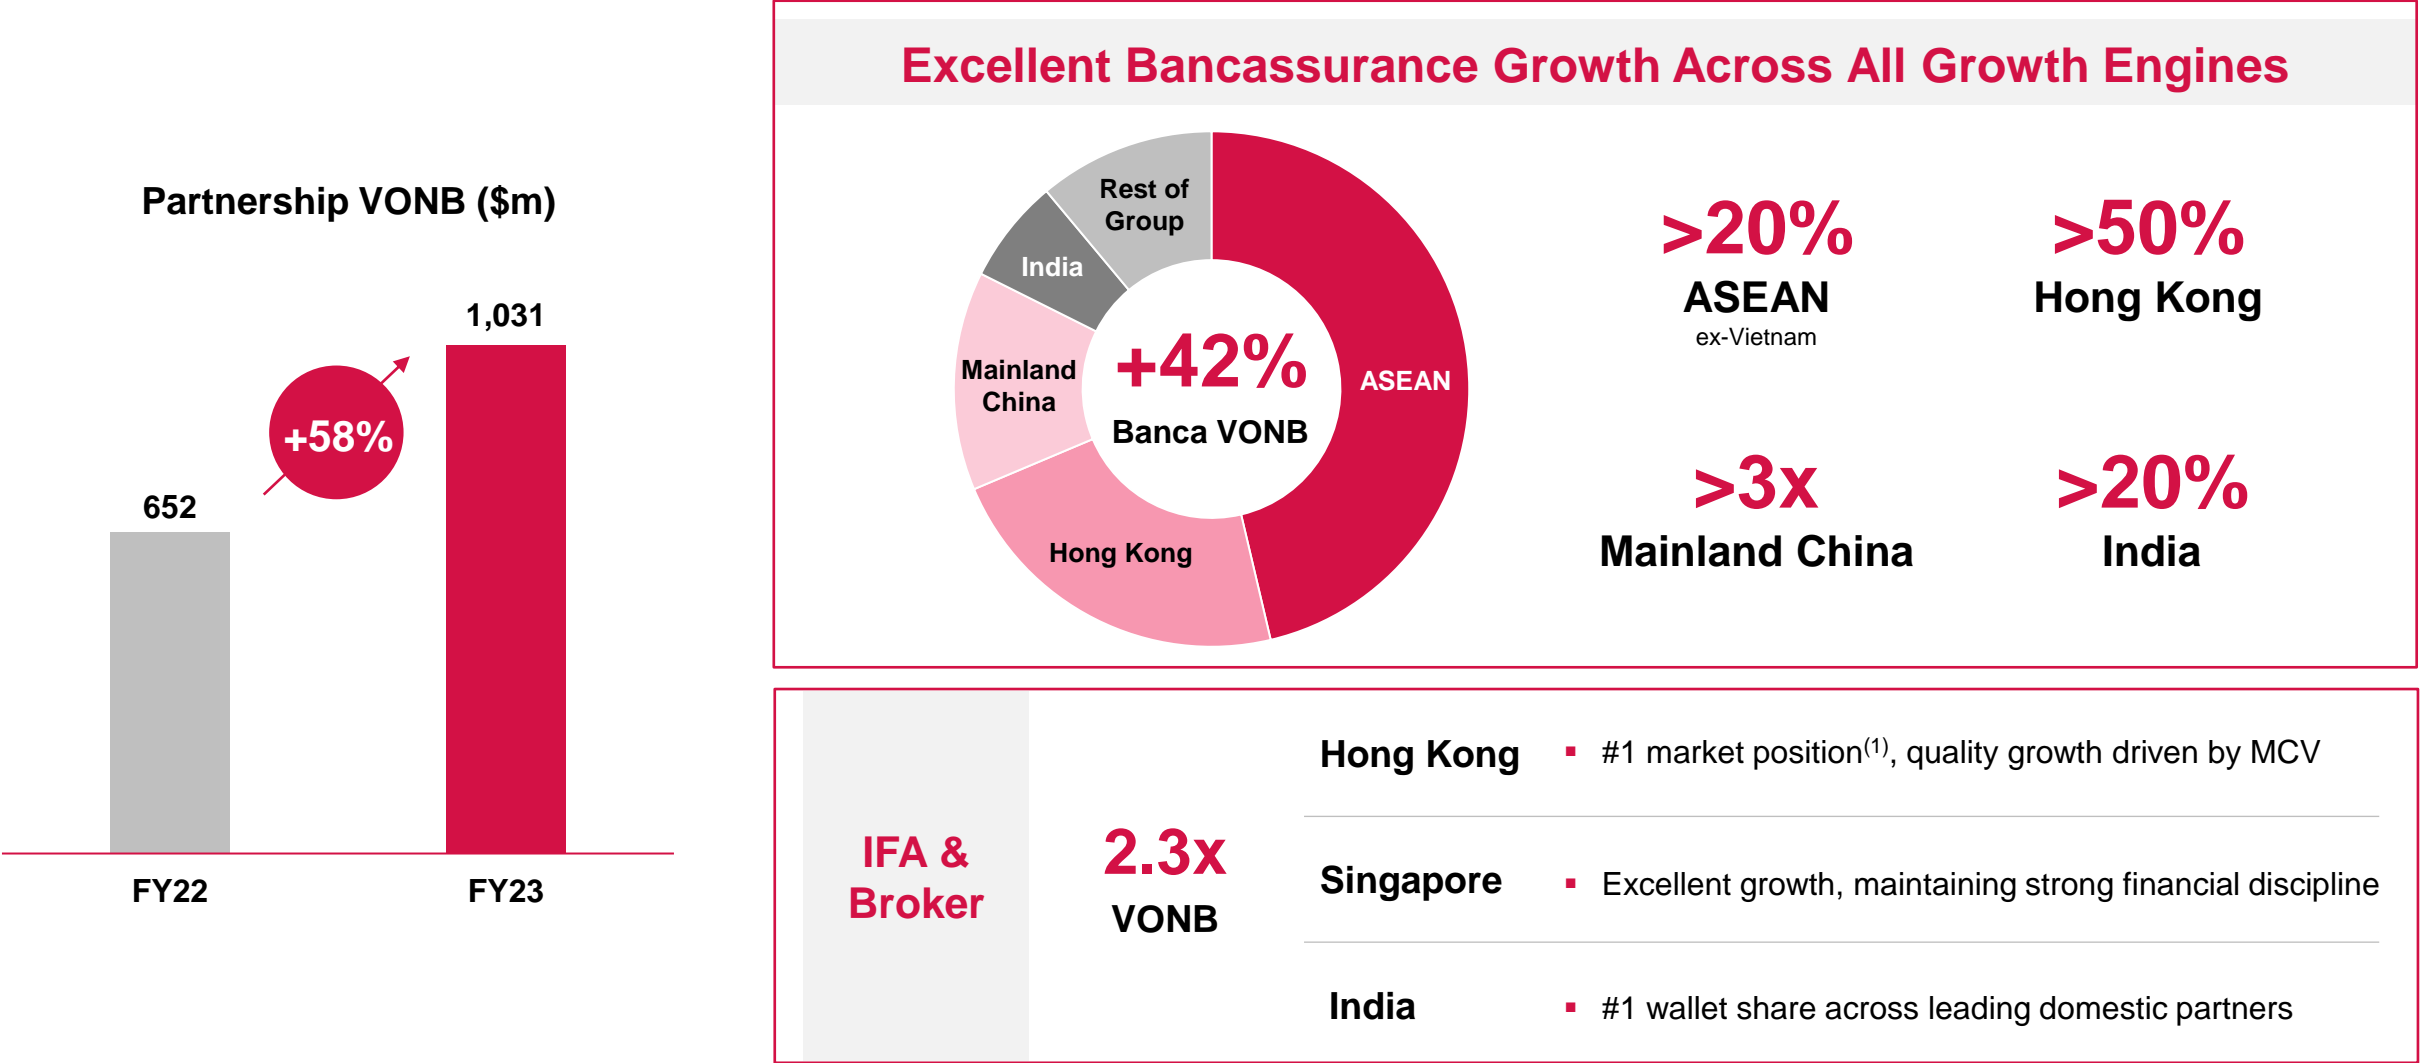 Partnership VONB ($m)
1,031
+58%
652
FY22
FY23
Excellent Bancassurance Growth Across All Growth Engines
Rest of
Group
India
Mainland
China
+42%
Banca VONB
ASEAN
Hong Kong
>20%
ASEAN
ex-Vietnam
>50%
Hong Kong
>3x
Mainland China
>20%
India
IFA &
Broker
2.3x
VONB
Hong Kong
▪ #1 market position(1), quality growth driven by MCV
Singapore
▪ Excellent growth, maintaining strong financial discipline
India
▪ #1 wallet share across leading domestic partners